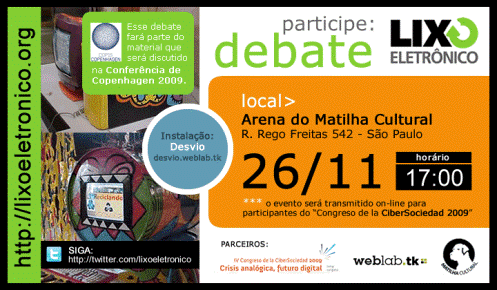 http://lixoeletronico.org
Esse debate
fará parte do
material que
será discutido
na Conferência de
Copenhagen 2009.
participe:
debate
LIXO
ELETRÔNICO
local>
Arena do Matilha Cultural
R. Rego Freitas 542 - São Paulo
26/11
horário
17:00
*** o evento será transmitido on-line para
participantes do "Congreso de la CiberSociedad 2009"
Instalação:
Desvio
desvio.weblab.tk
SIGA:
http://twitter.com/lixoeletronico
PARCEIROS:
IV Congreso de la CiberSociedad 2009
Crisis analógica, futuro digital
weblab.tk
MATILHA CULTURAL